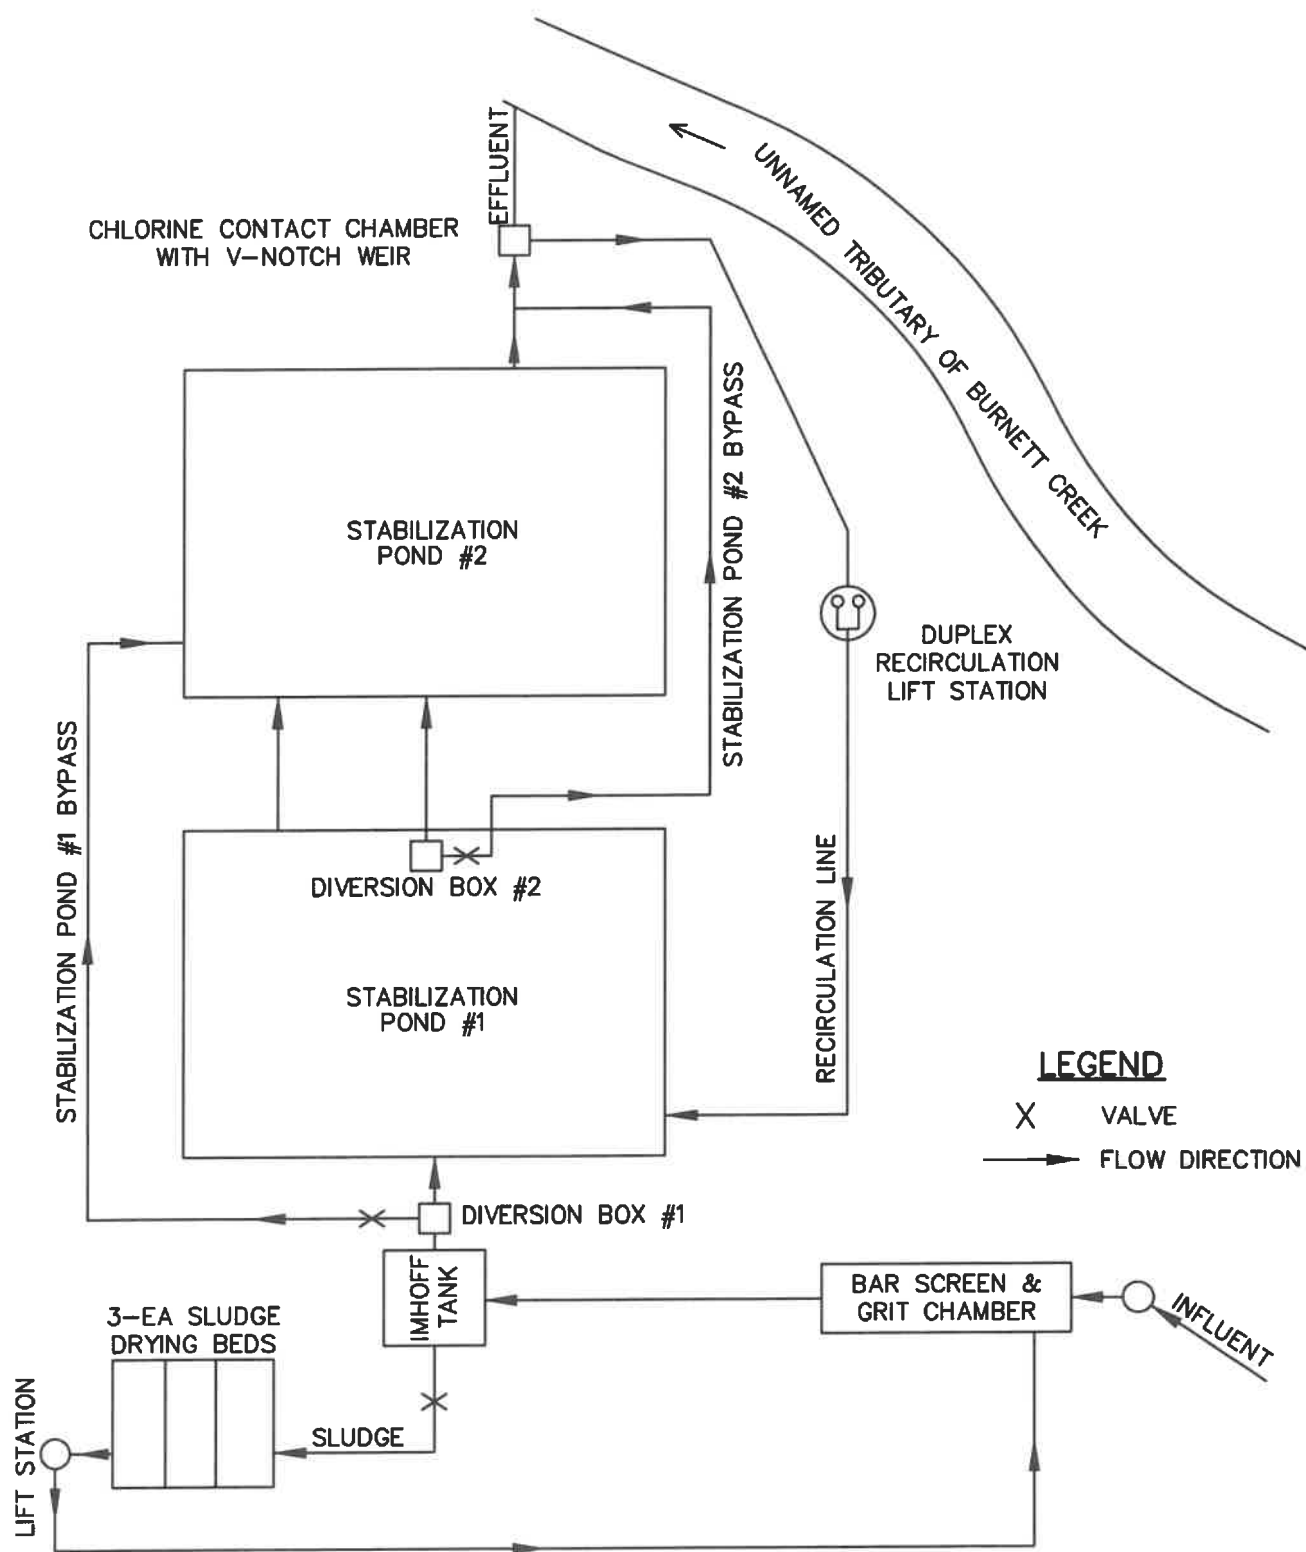 EFFLUENT
UNNAMED TRIBUTARY OF BURNETT CREEK
CHLORINE CONTACT CHAMBER
WITH V-NOTCH WEIR
STABILIZATION
POND #2
STABILIZATION POND #2 BYPASS
DUPLEX
RECIRCULATION
LIFT STATION
STABILIZATION POND #1 BYPASS
DIVERSION BOX #2
RECIRCULATION LINE
STABILIZATION
POND #1
LEGEND
X VALVE
FLOW DIRECTION
DIVERSION BOX #1
IMHOFF
TANK
BAR SCREEN &
GRIT CHAMBER
INFLUENT
3-EA SLUDGE
DRYING BEDS
SLUDGE
LIFT STATION